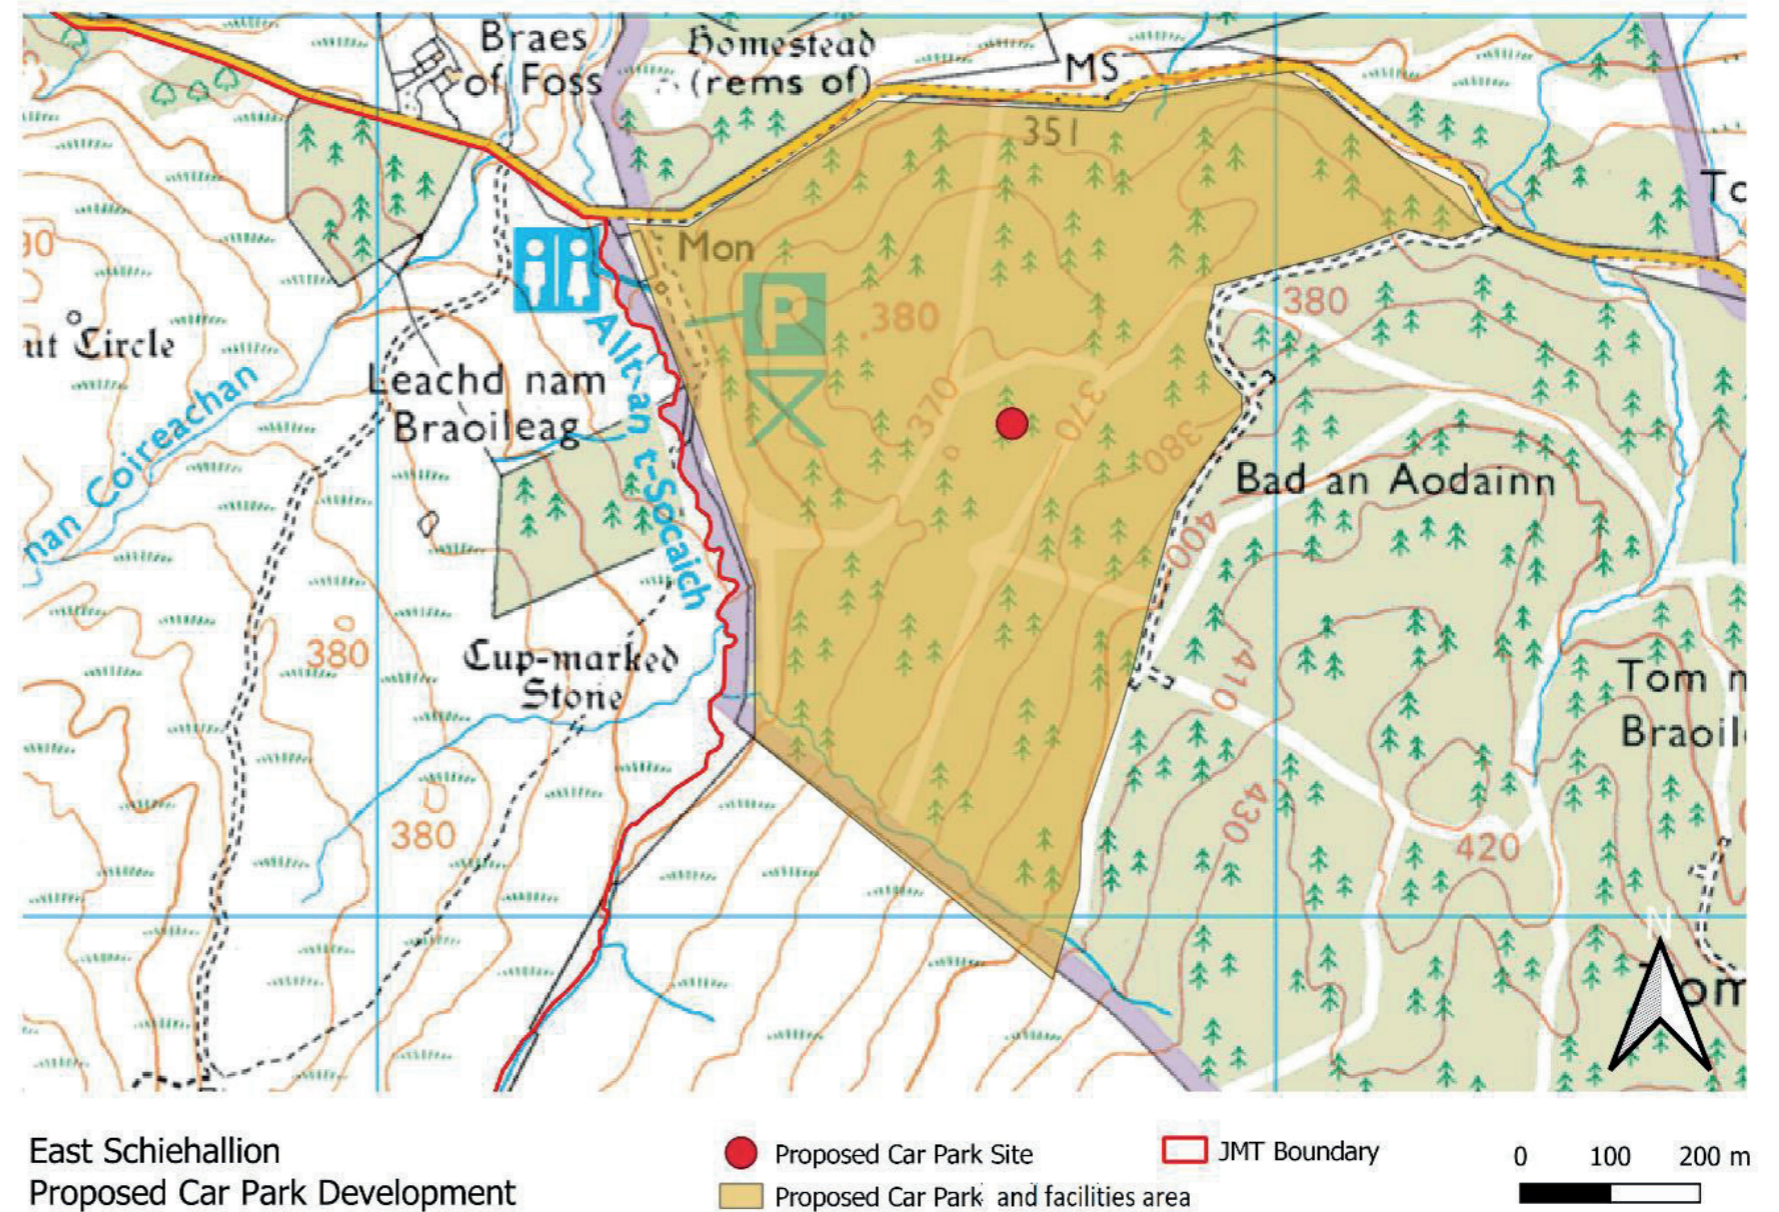 Braes
of Foss
Homestead
(rems of)
MS
351
To
Mon
P
90
.380
380
ut Circle
Leachd nam
Braoileag
Allt an t-Socaich
nan Coireachan
370
370
380
Bad an Aodainn
400
Cup-marked
Stone
380
410
Tom n
Braoil
380
430
420
N
om
East Schiehallion
Proposed Car Park Development
Proposed Car Park Site
Proposed Car Park and facilities area
JMT Boundary
0 100 200 m